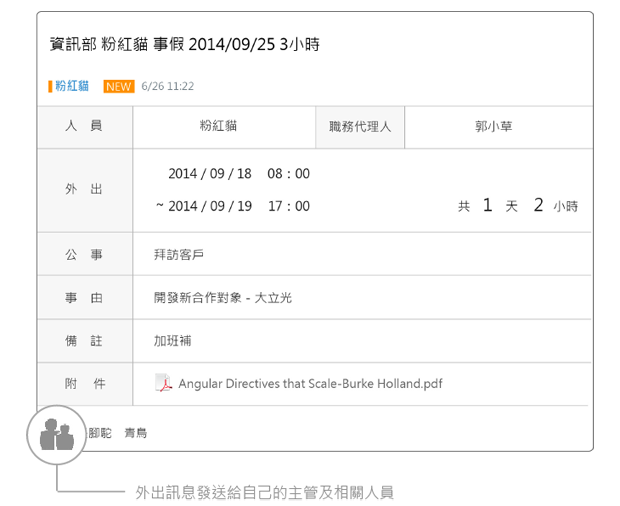 資訊部 粉紅貓 事假 2014/09/25 3小時
粉紅貓 NEW 6/26 11:22
人 員 粉紅貓 職務代理人 郭小草
外 出 2014 / 09 / 18 08 : 00
~ 2014 / 09 / 19 17 : 00 共 1 天 2 小時
公 事 拜訪客戶
事 由 開發新合作對象 - 大立光
備 註 加班補
附 件 Angular Directives that Scale-Burke Holland.pdf
腳駝 青鳥
外出訊息發送給自己的主管及相關人員